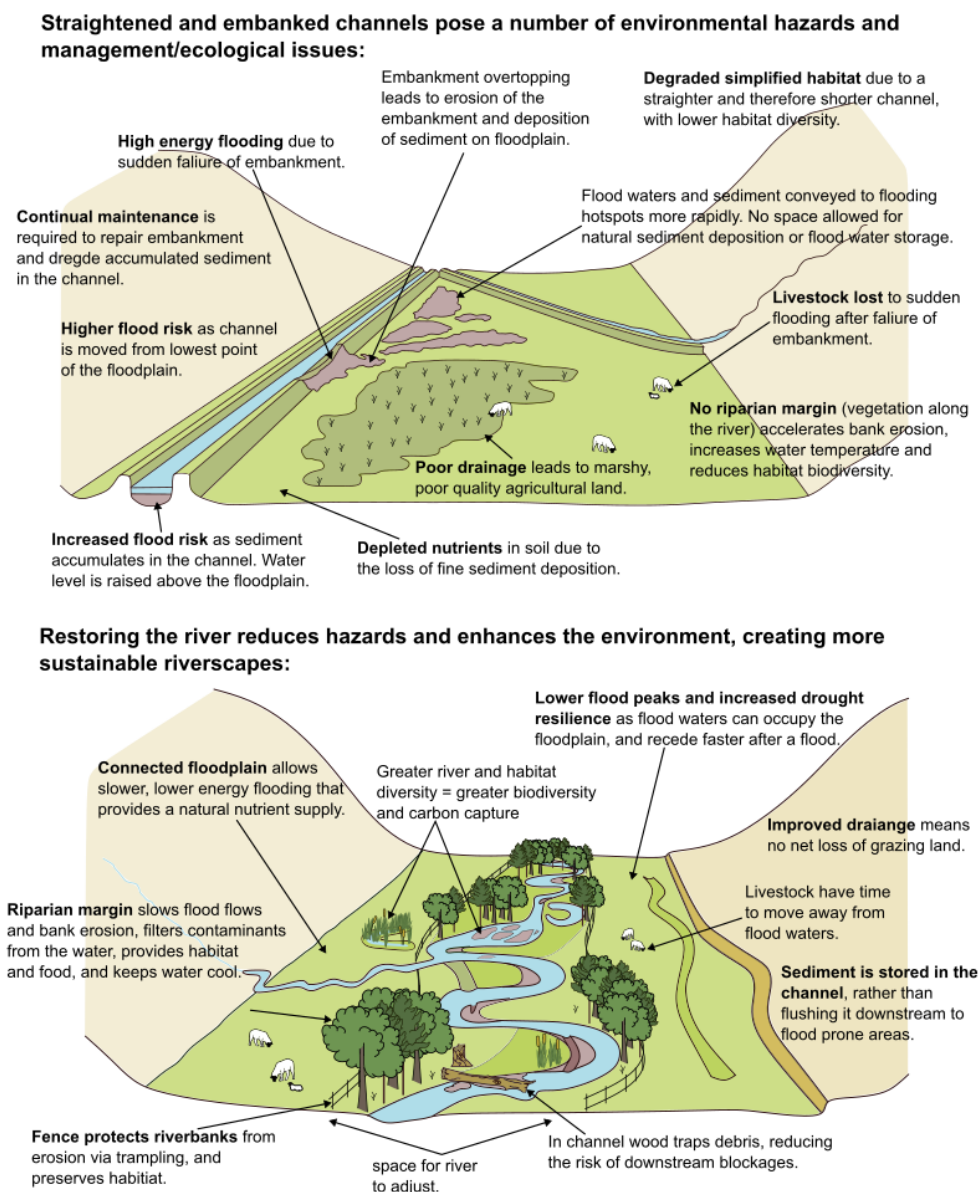 Straightened and embanked channels pose a number of environmental hazards and
management/ecological issues:
Embankment overtopping
leads to erosion of the
embankment and deposition
of sediment on floodplain.
Degraded simplified habitat due to a
straighter and therefore shorter channel,
with lower habitat diversity.
High energy flooding due to
sudden faliure of embankment.
Flood waters and sediment conveyed to flooding
hotspots more rapidly. No space allowed for
natural sediment deposition or flood water storage.
Continual maintenance is
required to repair embankment
and dregde accumulated sediment
in the channel.
Livestock lost to sudden
flooding after faliure of
embankment.
Higher flood risk as channel
is moved from lowest point
of the floodplain.
No riparian margin (vegetation along
the river) accelerates bank erosion,
increases water temperature and
reduces habitat biodiversity.
Poor drainage leads to marshy,
poor quality agricultural land.
Increased flood risk as sediment
accumulates in the channel. Water
level is raised above the floodplain.
Depleted nutrients in soil due to
the loss of fine sediment deposition.
Restoring the river reduces hazards and enhances the environment, creating more
sustainable riverscapes:
Lower flood peaks and increased drought
resilience as flood waters can occupy the
floodplain, and recede faster after a flood.
Connected floodplain allows
slower, lower energy flooding that
provides a natural nutrient supply.
Greater river and habitat
diversity = greater biodiversity
and carbon capture
Improved draiange means
no net loss of grazing land.
Riparian margin slows flood flows
and bank erosion, filters contaminants
from the water, provides habitat
and food, and keeps water cool.
Livestock have time
to move away from
flood waters.
Sediment is stored in the
channel, rather than
flushing it downstream to
flood prone areas.
Fence protects riverbanks from
erosion via trampling, and
preserves habitiat.
space for river
to adjust.
In channel wood traps debris, reducing
the risk of downstream blockages.